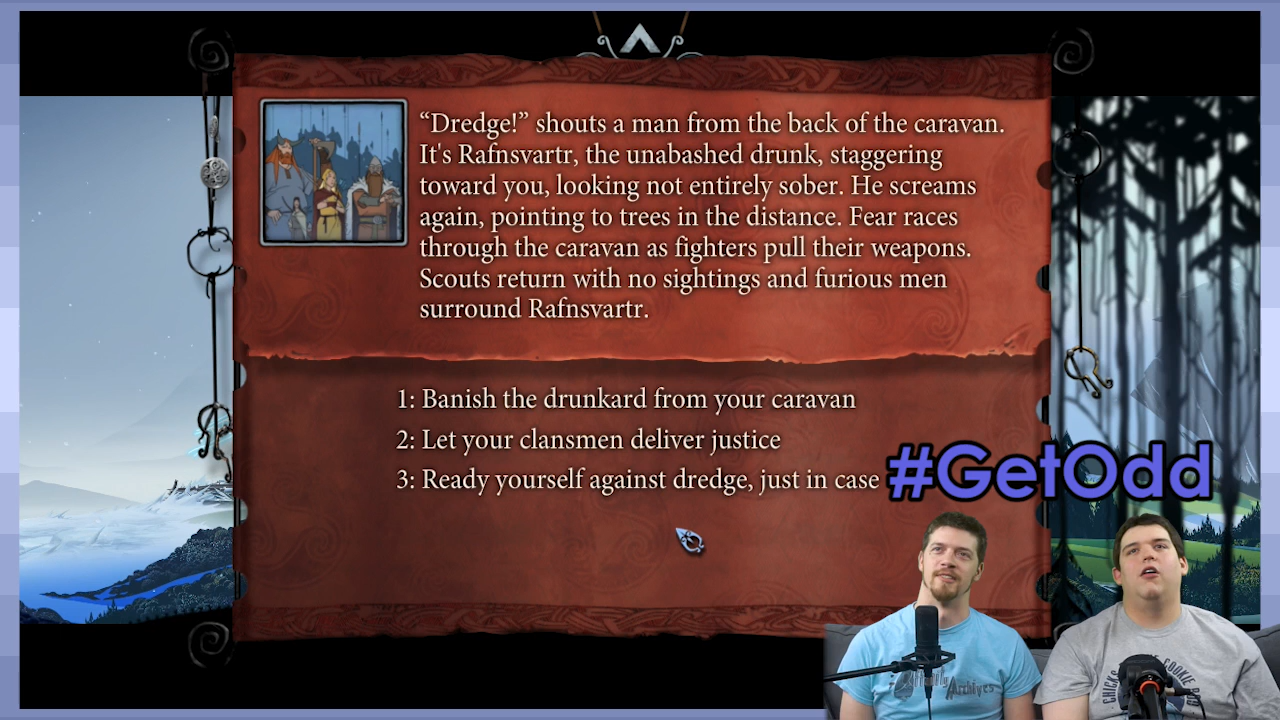 “Dredge!” shouts a man from the back of the caravan.
It's Rafnsvartr, the unabashed drunk, staggering
toward you, looking not entirely sober. He screams
again, pointing to trees in the distance. Fear races
through the caravan as fighters pull their weapons.
Scouts return with no sightings and furious men
surround Rafnsvartr.
1: Banish the drunkard from your caravan
2: Let your clansmen deliver justice
3: Ready yourself against dredge, just in case
#GetOdd
Archives